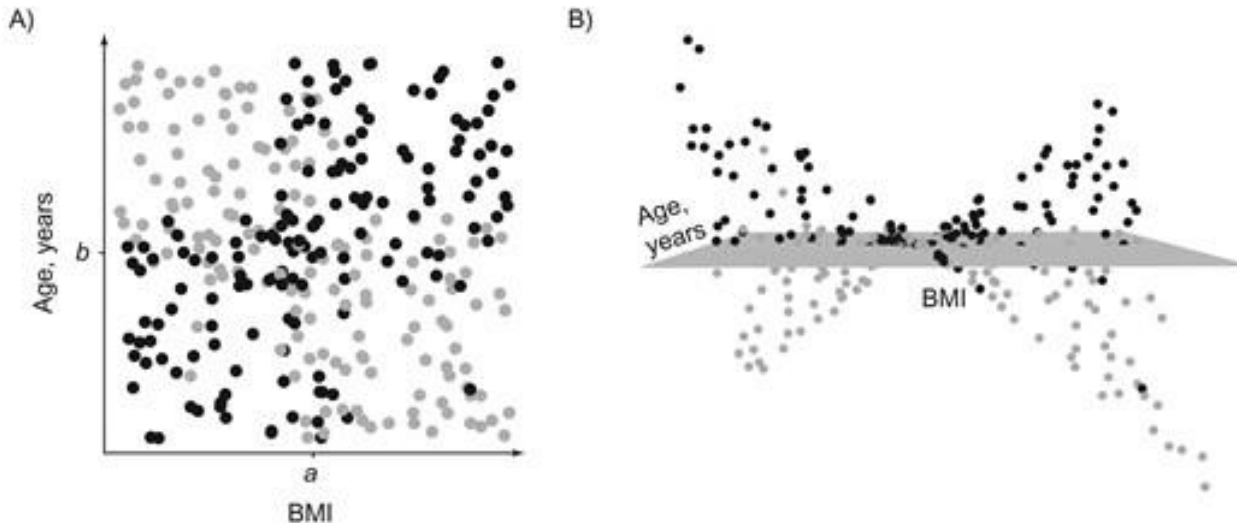 A)
Age, years
b
a
BMI
B)
Age,
years
BMI